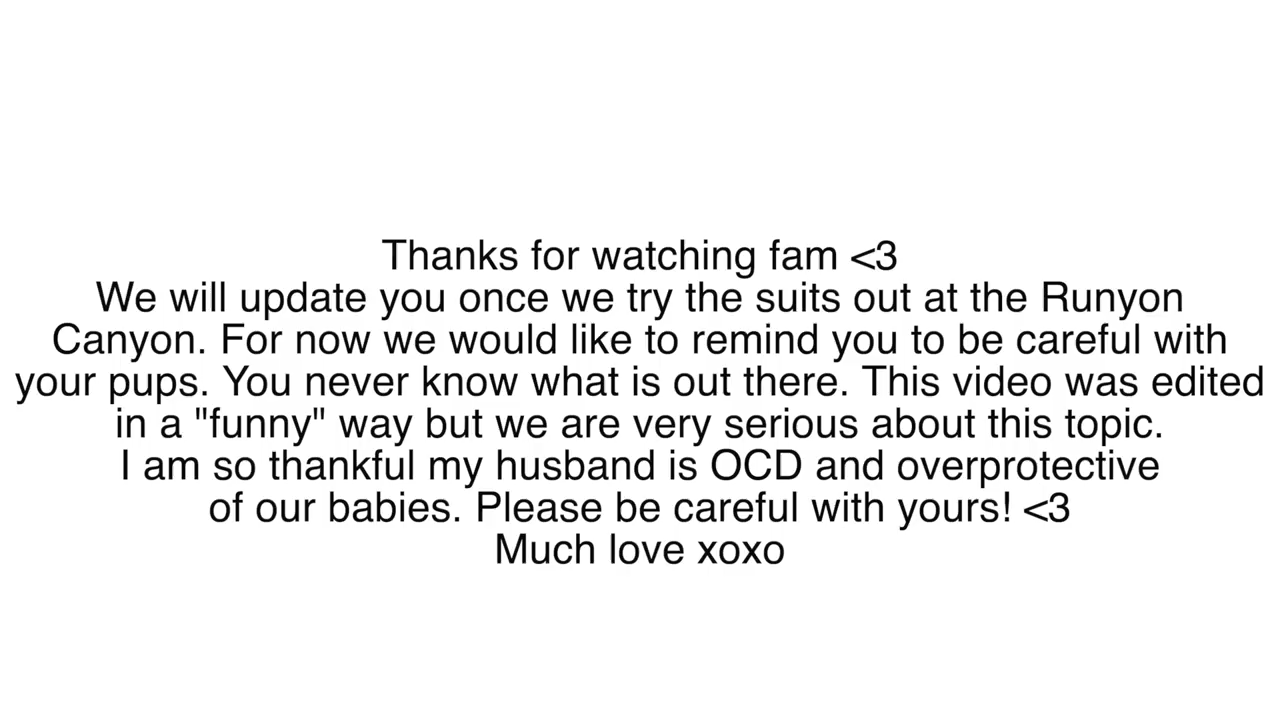 Thanks for watching fam <3
We will update you once we try the suits out at the Runyon
Canyon. For now we would like to remind you to be careful with
your pups. You never know what is out there. This video was edited
in a "funny" way but we are very serious about this topic.
I am so thankful my husband is OCD and overprotective
of our babies. Please be careful with yours! <3
Much love xoxo